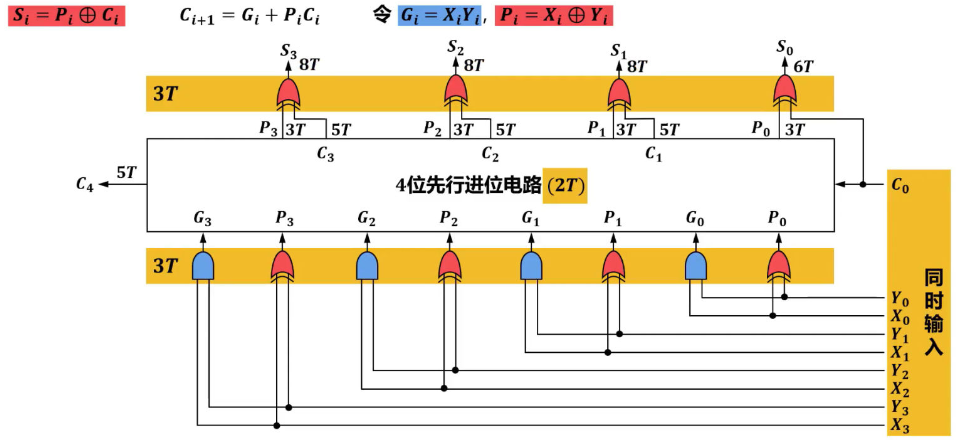 S_i = P_i ⊕ C_i C_{i+1} = G_i + P_iC_i 令 G_i = X_iY_i, P_i = X_i ⊕ Y_i
S_3 S_2 S_1 S_0
8T 8T 8T 6T
3T
P_3 3T 5T P_2 3T 5T P_1 3T 5T P_0 3T
C_3 C_2 C_1
C_4 5T 4位先行进位电路 (2T) C_0
G_3 P_3 G_2 P_2 G_1 P_1 G_0 P_0
3T
同时输入
Y_0
X_0
Y_1
X_1
Y_2
X_2
Y_3
X_3